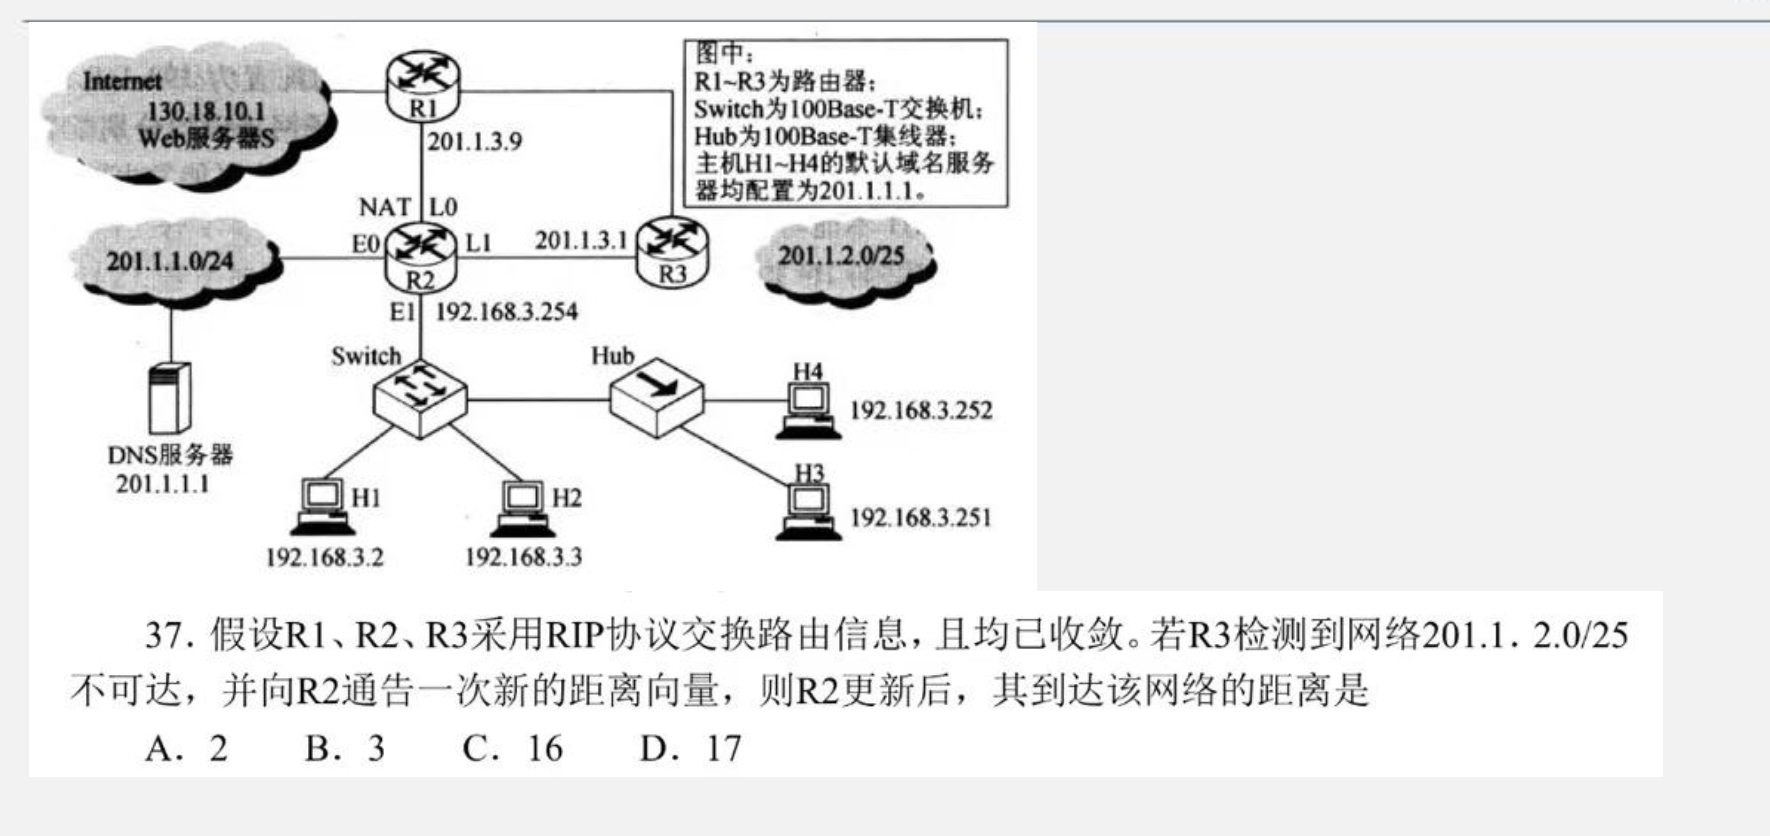 Internet
130.18.10.1
Web服务器S
R1
201.1.3.9
图中：
R1~R3为路由器；
Switch为100Base-T交换机；
Hub为100Base-T集线器；
主机H1~H4的默认域名服务
器均配置为201.1.1.1。
NAT L0
E0
L1
201.1.3.1
R2
R3
201.1.1.0/24
201.1.2.0/25
E1 192.168.3.254
Switch
Hub
H4
192.168.3.252
DNS服务器
201.1.1.1
H1
192.168.3.2
H2
192.168.3.3
H3
192.168.3.251
37. 假设R1、R2、R3采用RIP协议交换路由信息，且均已收敛。若R3检测到网络201.1. 2.0/25
不可达，并向R2通告一次新的距离向量，则R2更新后，其到达该网络的距离是
A. 2 B. 3 C. 16 D. 17